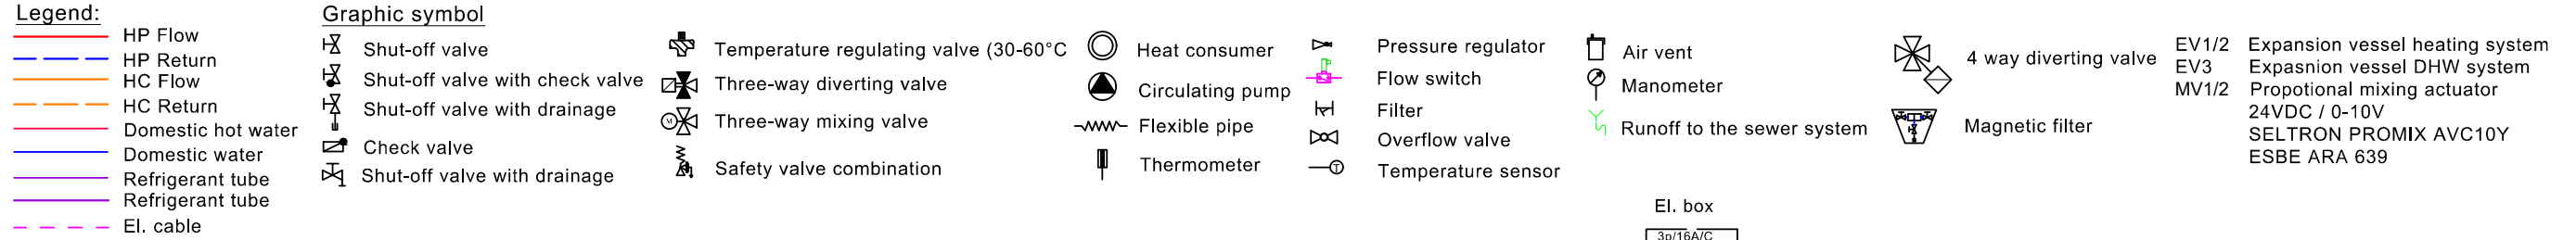 Legend:
HP Flow
HP Return
HC Flow
HC Return
Domestic hot water
Domestic water
Refrigerant tube
Refrigerant tube
El. cable
Graphic symbol
Shut-off valve
Shut-off valve with check valve
Shut-off valve with drainage
Check valve
Shut-off valve with drainage
Temperature regulating valve (30-60°C
Three-way diverting valve
M
Three-way mixing valve
Safety valve combination
Heat consumer
Circulating pump
Flexible pipe
Thermometer
Pressure regulator
Flow switch
Filter
Overflow valve
T
Temperature sensor
Air vent
Manometer
Runoff to the sewer system
4 way diverting valve
Magnetic filter
EV1/2 Expansion vessel heating system
EV3 Expasnion vessel DHW system
MV1/2 Propotional mixing actuator
24VDC / 0-10V
SELTRON PROMIX AVC10Y
ESBE ARA 639
El. box
3p/16A/C